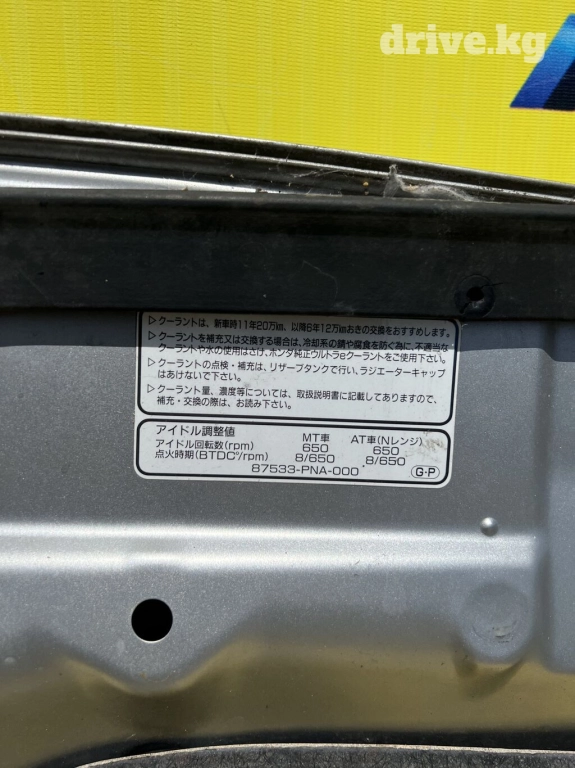 drive.kg
▷クーラントは、新車時11年20万km、以降6年12万kmおきの交換をおすすめします。
▷クーラントを補充又は交換する場合は、冷却系の錆や腐食を防ぐ為に、不適当な
クーラントや水の使用はさけ、ホンダ純正ウルトラeクーラントをご使用下さい。
▷クーラントの点検・補充は、リザーブタンクで行い、ラジエーターキャップ
はあけないで下さい。
▷クーラント量、濃度等については、取扱説明書に記載してありますので、
補充・交換の際は、お読み下さい。
アイドル調整値 MT車 AT車(Nレンジ)
アイドル回転数(rpm) 650 650
点火時期(BTDC°/rpm) 8/650 8/650
87533-PNA-000 G·P